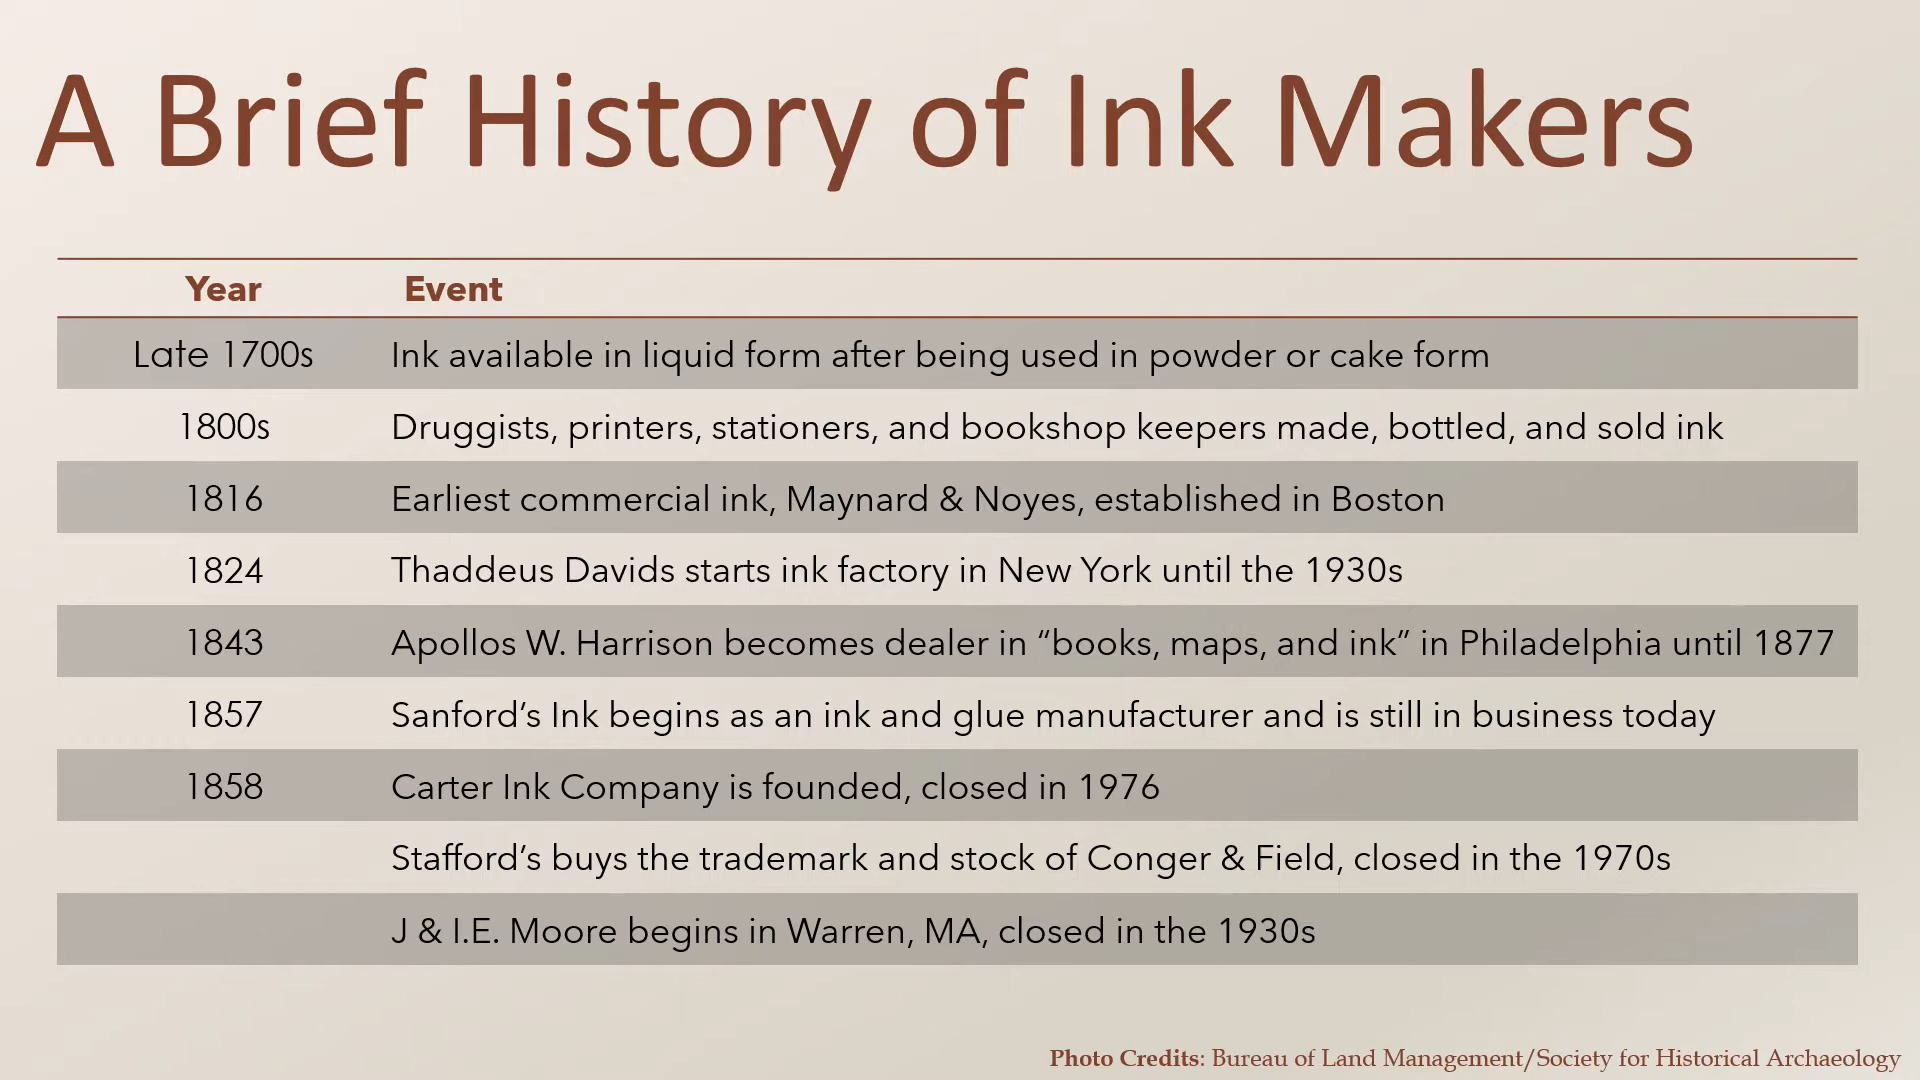 A Brief History of Ink Makers
Year Event
Late 1700s Ink available in liquid form after being used in powder or cake form
1800s Druggists, printers, stationers, and bookshop keepers made, bottled, and sold ink
1816 Earliest commercial ink, Maynard & Noyes, established in Boston
1824 Thaddeus Davids starts ink factory in New York until the 1930s
1843 Apollos W. Harrison becomes dealer in “books, maps, and ink” in Philadelphia until 1877
1857 Sanford’s Ink begins as an ink and glue manufacturer and is still in business today
1858 Carter Ink Company is founded, closed in 1976
Stafford’s buys the trademark and stock of Conger & Field, closed in the 1970s
J & I.E. Moore begins in Warren, MA, closed in the 1930s
Photo Credits: Bureau of Land Management/Society for Historical Archaeology